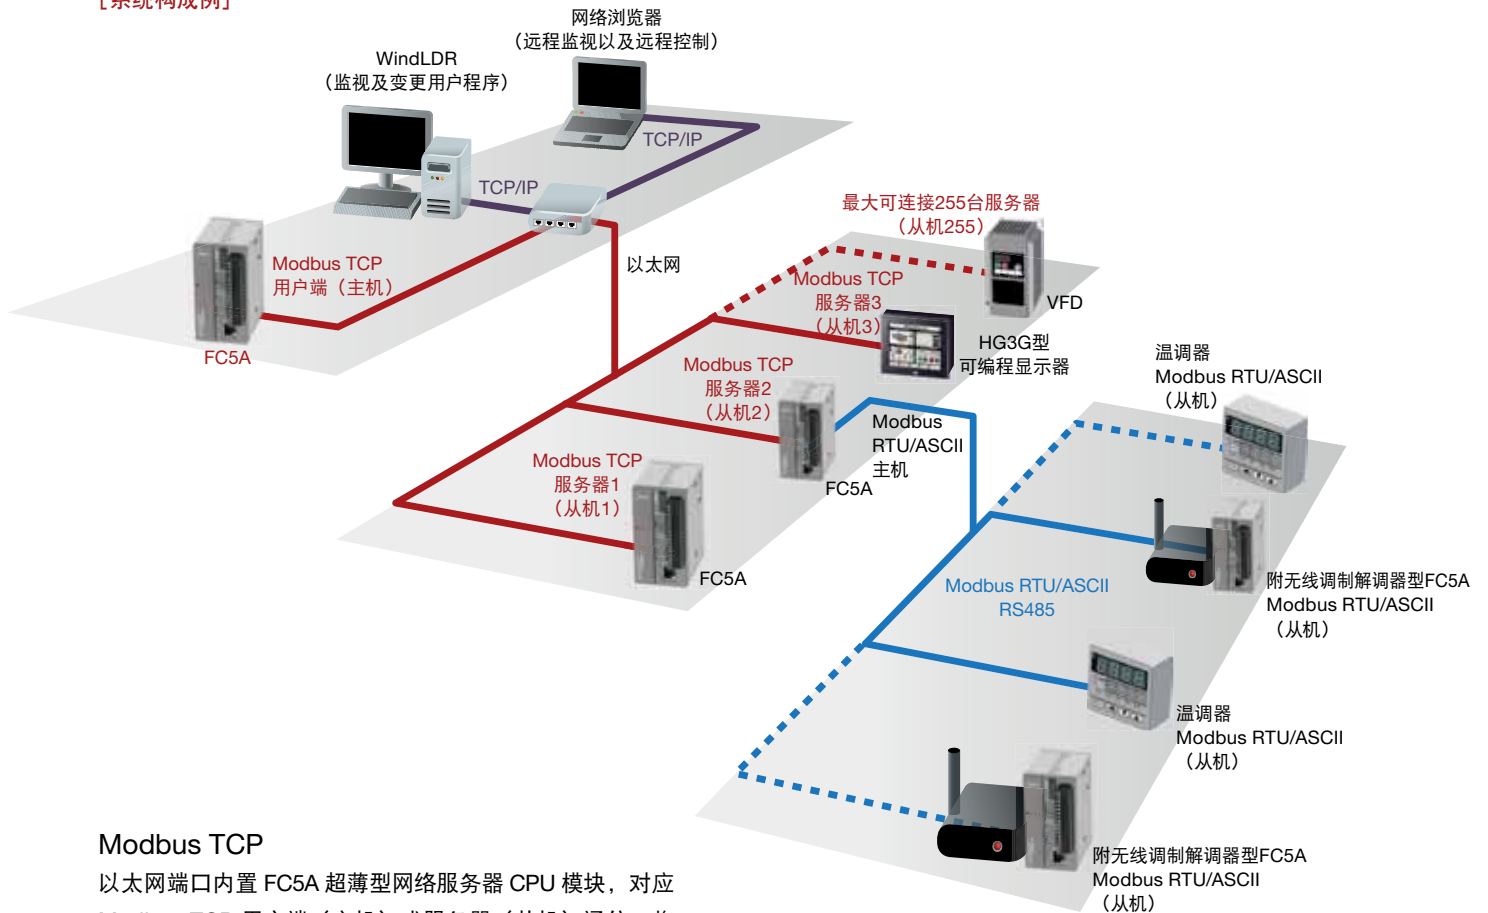 ［系统构成例］
网络浏览器
（远程监视以及远程控制）
WindLDR
（监视及变更用户程序）
TCP/IP
TCP/IP
Modbus TCP
用户端（主机）
FC5A
以太网
最大可连接255台服务器
（从机255）
VFD
Modbus TCP
服务器3
（从机3）
HG3G型
可编程显示器
Modbus TCP
服务器2
（从机2）
FC5A
Modbus
RTU/ASCII
主机
Modbus TCP
服务器1
（从机1）
FC5A
温调器
Modbus RTU/ASCII
（从机）
附无线调制解调器型FC5A
Modbus RTU/ASCII
（从机）
Modbus RTU/ASCII
RS485
温调器
Modbus RTU/ASCII
（从机）
附无线调制解调器型FC5A
Modbus RTU/ASCII
（从机）
Modbus TCP
以太网端口内置 FC5A 超薄型网络服务器 CPU 模块，对应